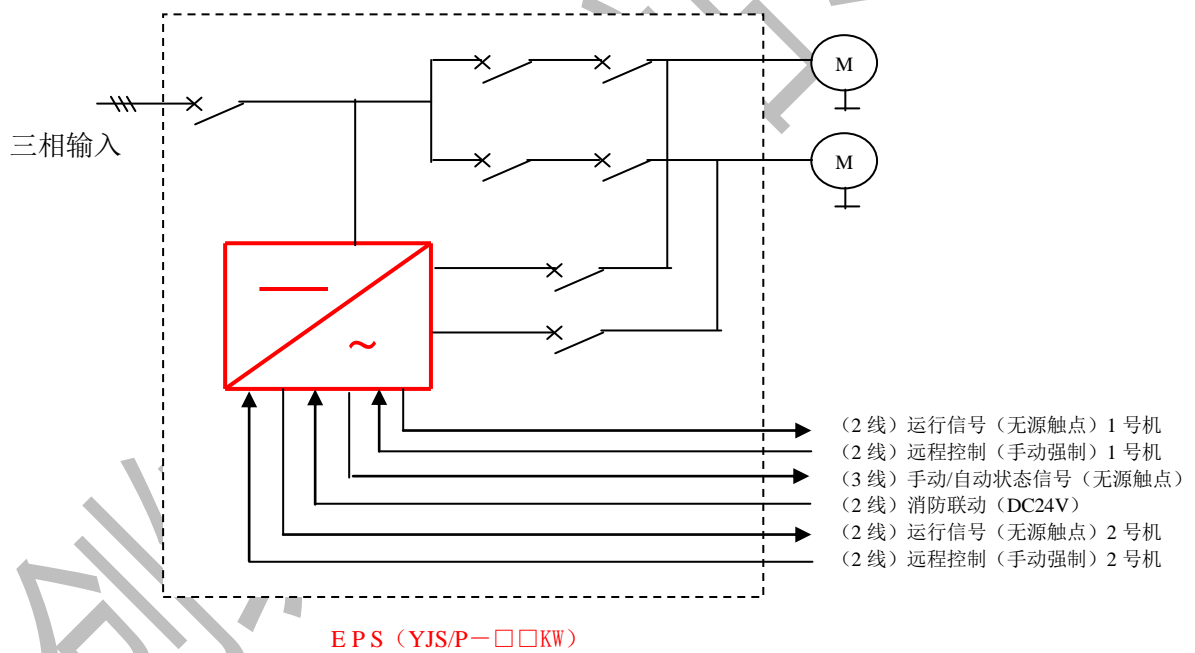 M
三相输入
M
~
（2 线）运行信号（无源触点）1 号机
（2 线）远程控制（手动强制）1 号机
（3 线）手动/自动状态信号（无源触点）
（2 线）消防联动（DC24V）
（2 线）运行信号（无源触点）2 号机
（2 线）远程控制（手动强制）2 号机
E P S（YJS/P－□□KW）